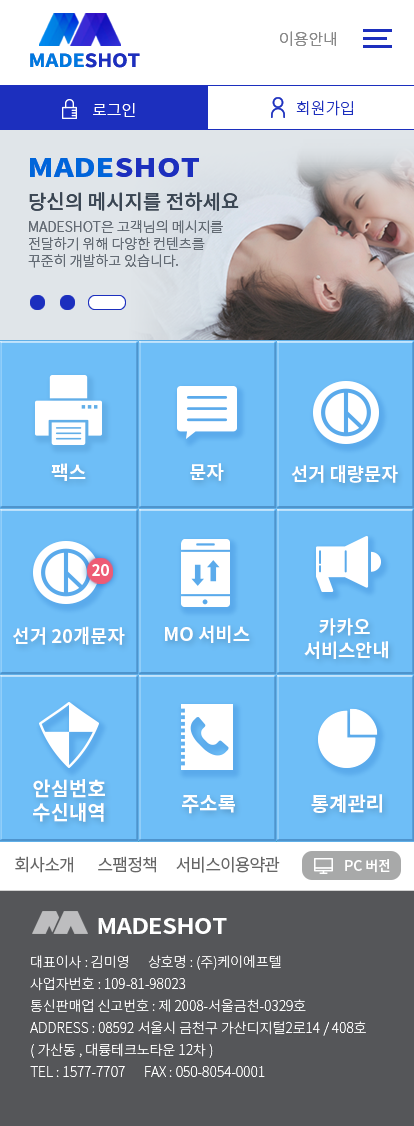 MADESHOT
이용안내
로그인
회원가입
MADESHOT
당신의 메시지를 전하세요
MADESHOT은 고객님의 메시지를
전달하기 위해 다양한 컨텐츠를
꾸준히 개발하고 있습니다.
팩스
문자
선거 대량문자
20
선거 20개문자
MO 서비스
카카오
서비스안내
안심번호
수신내역
주소록
통계관리
회사소개
스팸정책
서비스이용약관
PC 버전
MADESHOT
대표이사 : 김미영 상호명 : (주)케이에프텔
사업자번호 : 109-81-98023
통신판매업 신고번호 : 제 2008-서울금천-0329호
ADDRESS : 08592 서울시 금천구 가산디지털2로14 / 408호
( 가산동 , 대륭테크노타운 12차 )
TEL : 1577-7707 FAX : 050-8054-0001